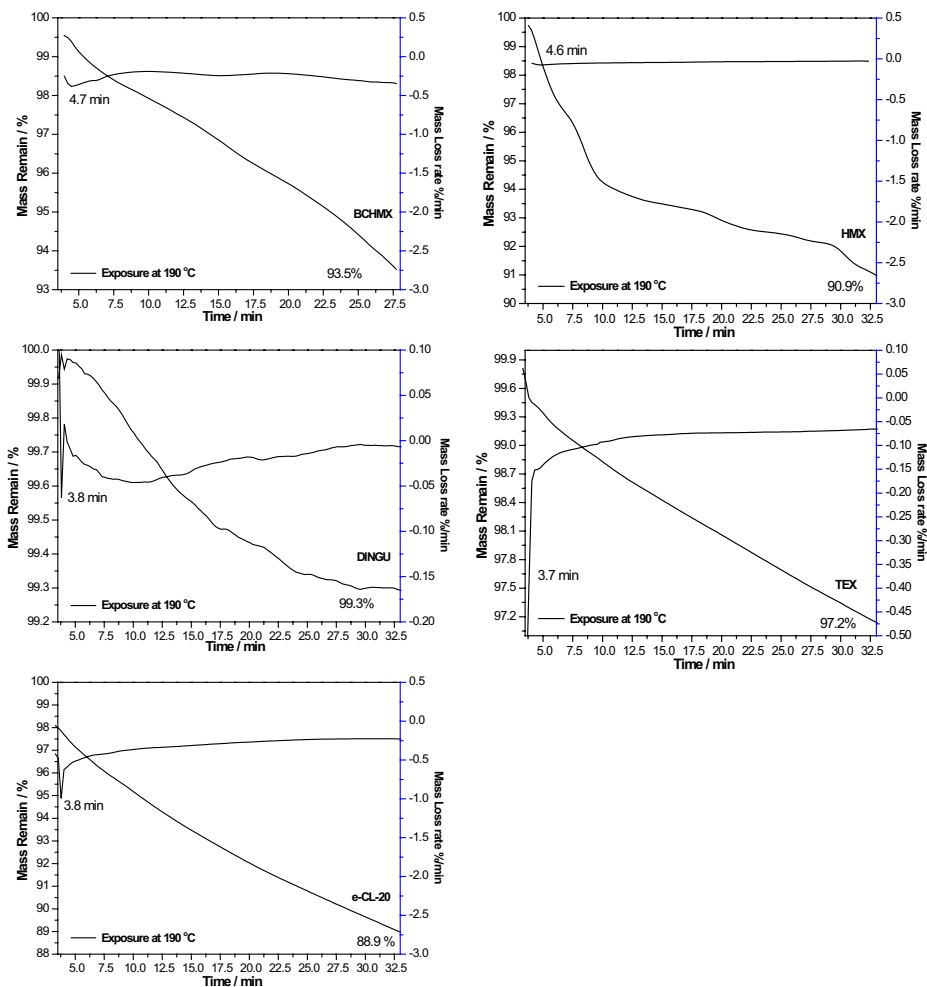 Mass Remain / %
100
99
98
97
96
95
94
93
4.7 min
BCHMX
Exposure at 190 °C
93.5%
5.0 7.5 10.0 12.5 15.0 17.5 20.0 22.5 25.0 27.5
Time / min
0.5
0.0
-0.5
-1.0
-1.5
-2.0
-2.5
-3.0
Mass Loss rate %/min
Mass Remain / %
100
99
98
97
96
95
94
93
92
91
90
4.6 min
HMX
Exposure at 190 °C
90.9%
5.0 7.5 10.0 12.5 15.0 17.5 20.0 22.5 25.0 27.5 30.0 32.5
Time / min
0.5
0.0
-0.5
-1.0
-1.5
-2.0
-2.5
-3.0
Mass Loss rate %/min
Mass Remain / %
100.0
99.9
99.8
99.7
99.6
99.5
99.4
99.3
99.2
3.8 min
DINGU
Exposure at 190 °C
99.3%
5.0 7.5 10.0 12.5 15.0 17.5 20.0 22.5 25.0 27.5 30.0 32.5
Time / min
0.10
0.05
0.00
-0.05
-0.10
-0.15
-0.20
Mass Loss rate %/min
Mass Remain / %
99.9
99.6
99.3
99.0
98.7
98.4
98.1
97.8
97.5
97.2
3.7 min
TEX
Exposure at 190 °C
97.2%
5.0 7.5 10.0 12.5 15.0 17.5 20.0 22.5 25.0 27.5 30.0 32.5
Time / min
0.10
0.05
0.00
-0.05
-0.10
-0.15
-0.20
-0.25
-0.30
-0.35
-0.40
-0.45
-0.50
Mass Loss rate %/min
Mass Remain / %
100
99
98
97
96
95
94
93
92
91
90
89
88
3.8 min
e-CL-20
Exposure at 190 °C
88.9 %
5.0 7.5 10.0 12.5 15.0 17.5 20.0 22.5 25.0 27.5 30.0 32.5
Time / min
0.5
0.0
-0.5
-1.0
-1.5
-2.0
-2.5
-3.0
Mass Loss rate %/min